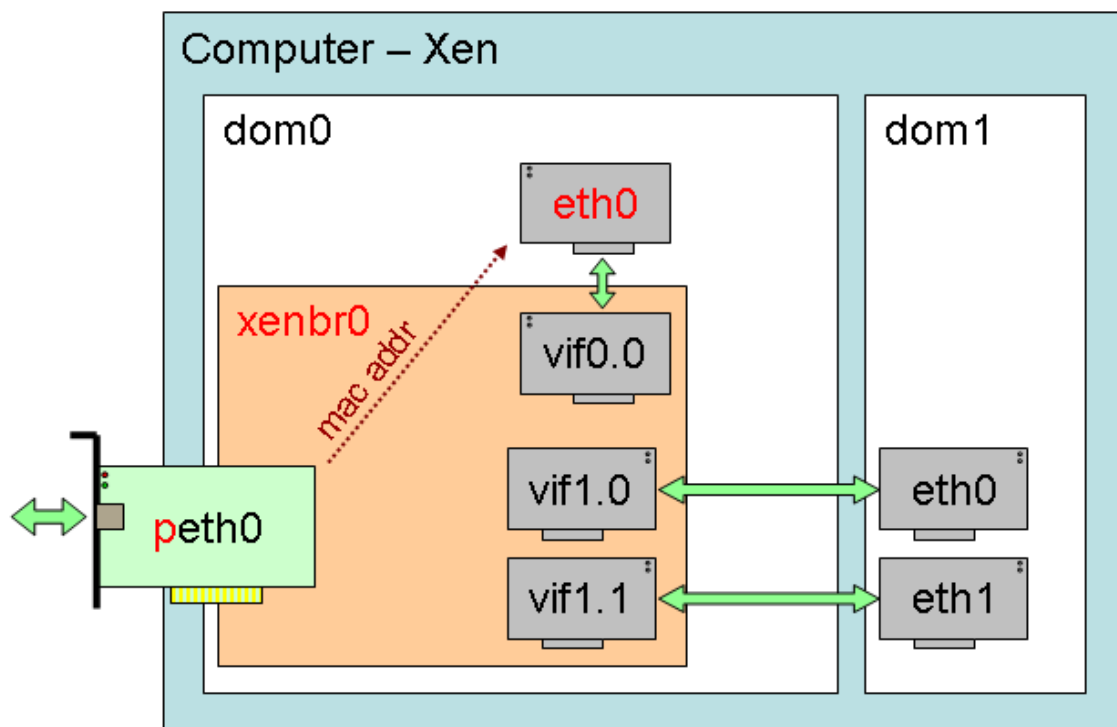 Computer – Xen
dom0
dom1
eth0
xenbr0
mac addr
vif0.0
peth0
vif1.0
eth0
vif1.1
eth1